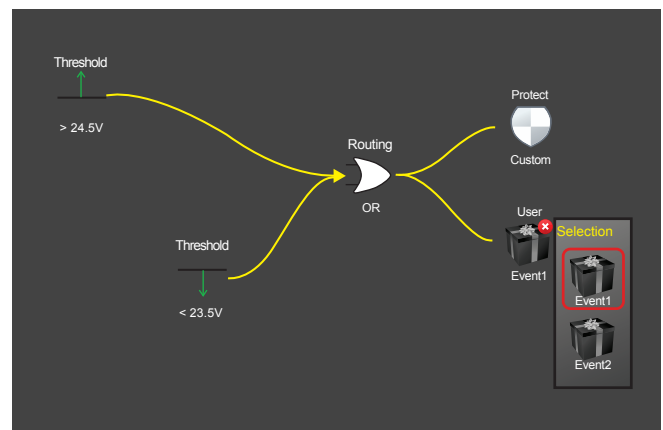 Threshold
> 24.5V
Threshold
< 23.5V
Routing
OR
Protect
Custom
User
Event1
Selection
Event1
Event2